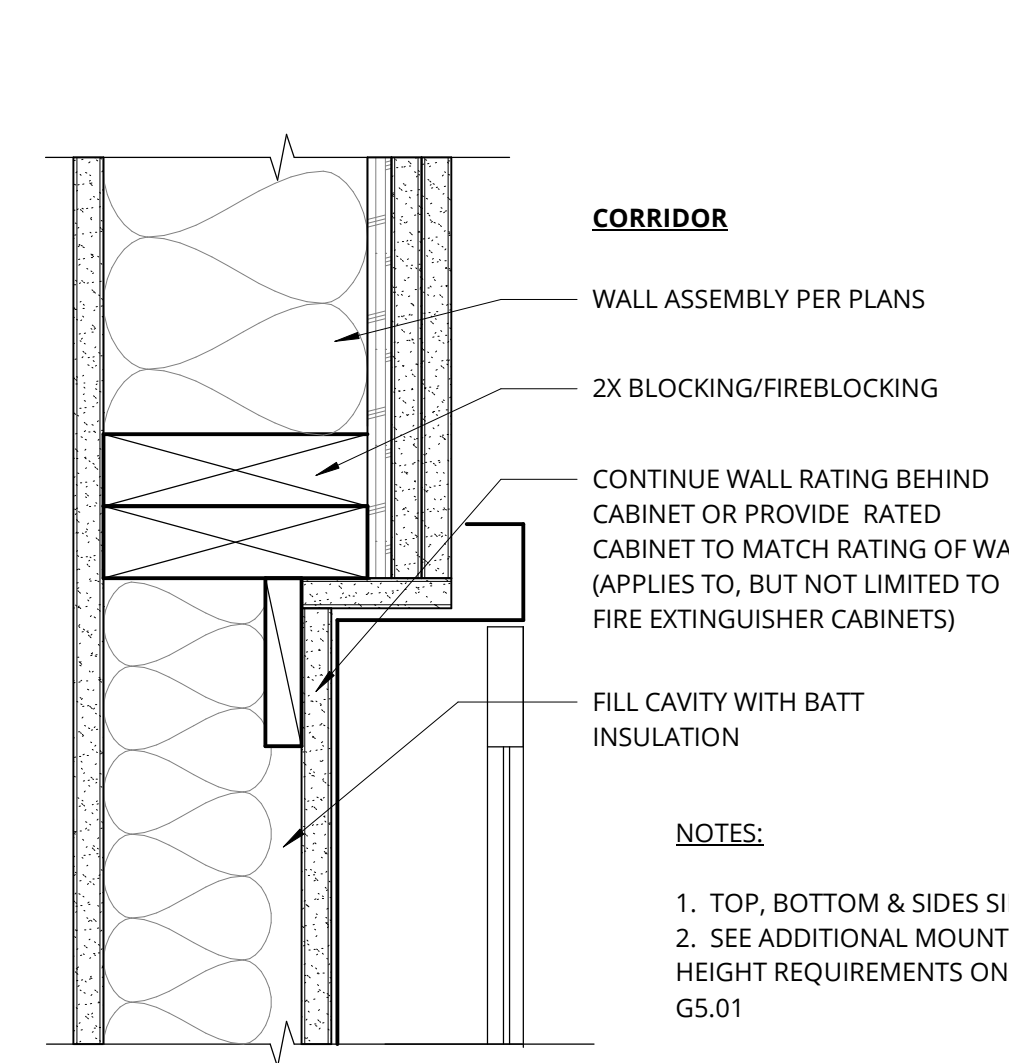 CORRIDOR
WALL ASSEMBLY PER PLANS
2X BLOCKING/FIREBLOCKING
CONTINUE WALL RATING BEHIND
CABINET OR PROVIDE RATED
CABINET TO MATCH RATING OF
(APPLIES TO, BUT NOT LIMITED TO
FIRE EXTINGUISHER CABINETS)
FILL CAVITY WITH BATT
INSULATION
NOTES:
1. TOP, BOTTOM & SIDES
2. SEE ADDITIONAL MOUNT
HEIGHT REQUIREMENTS ON
G5.01